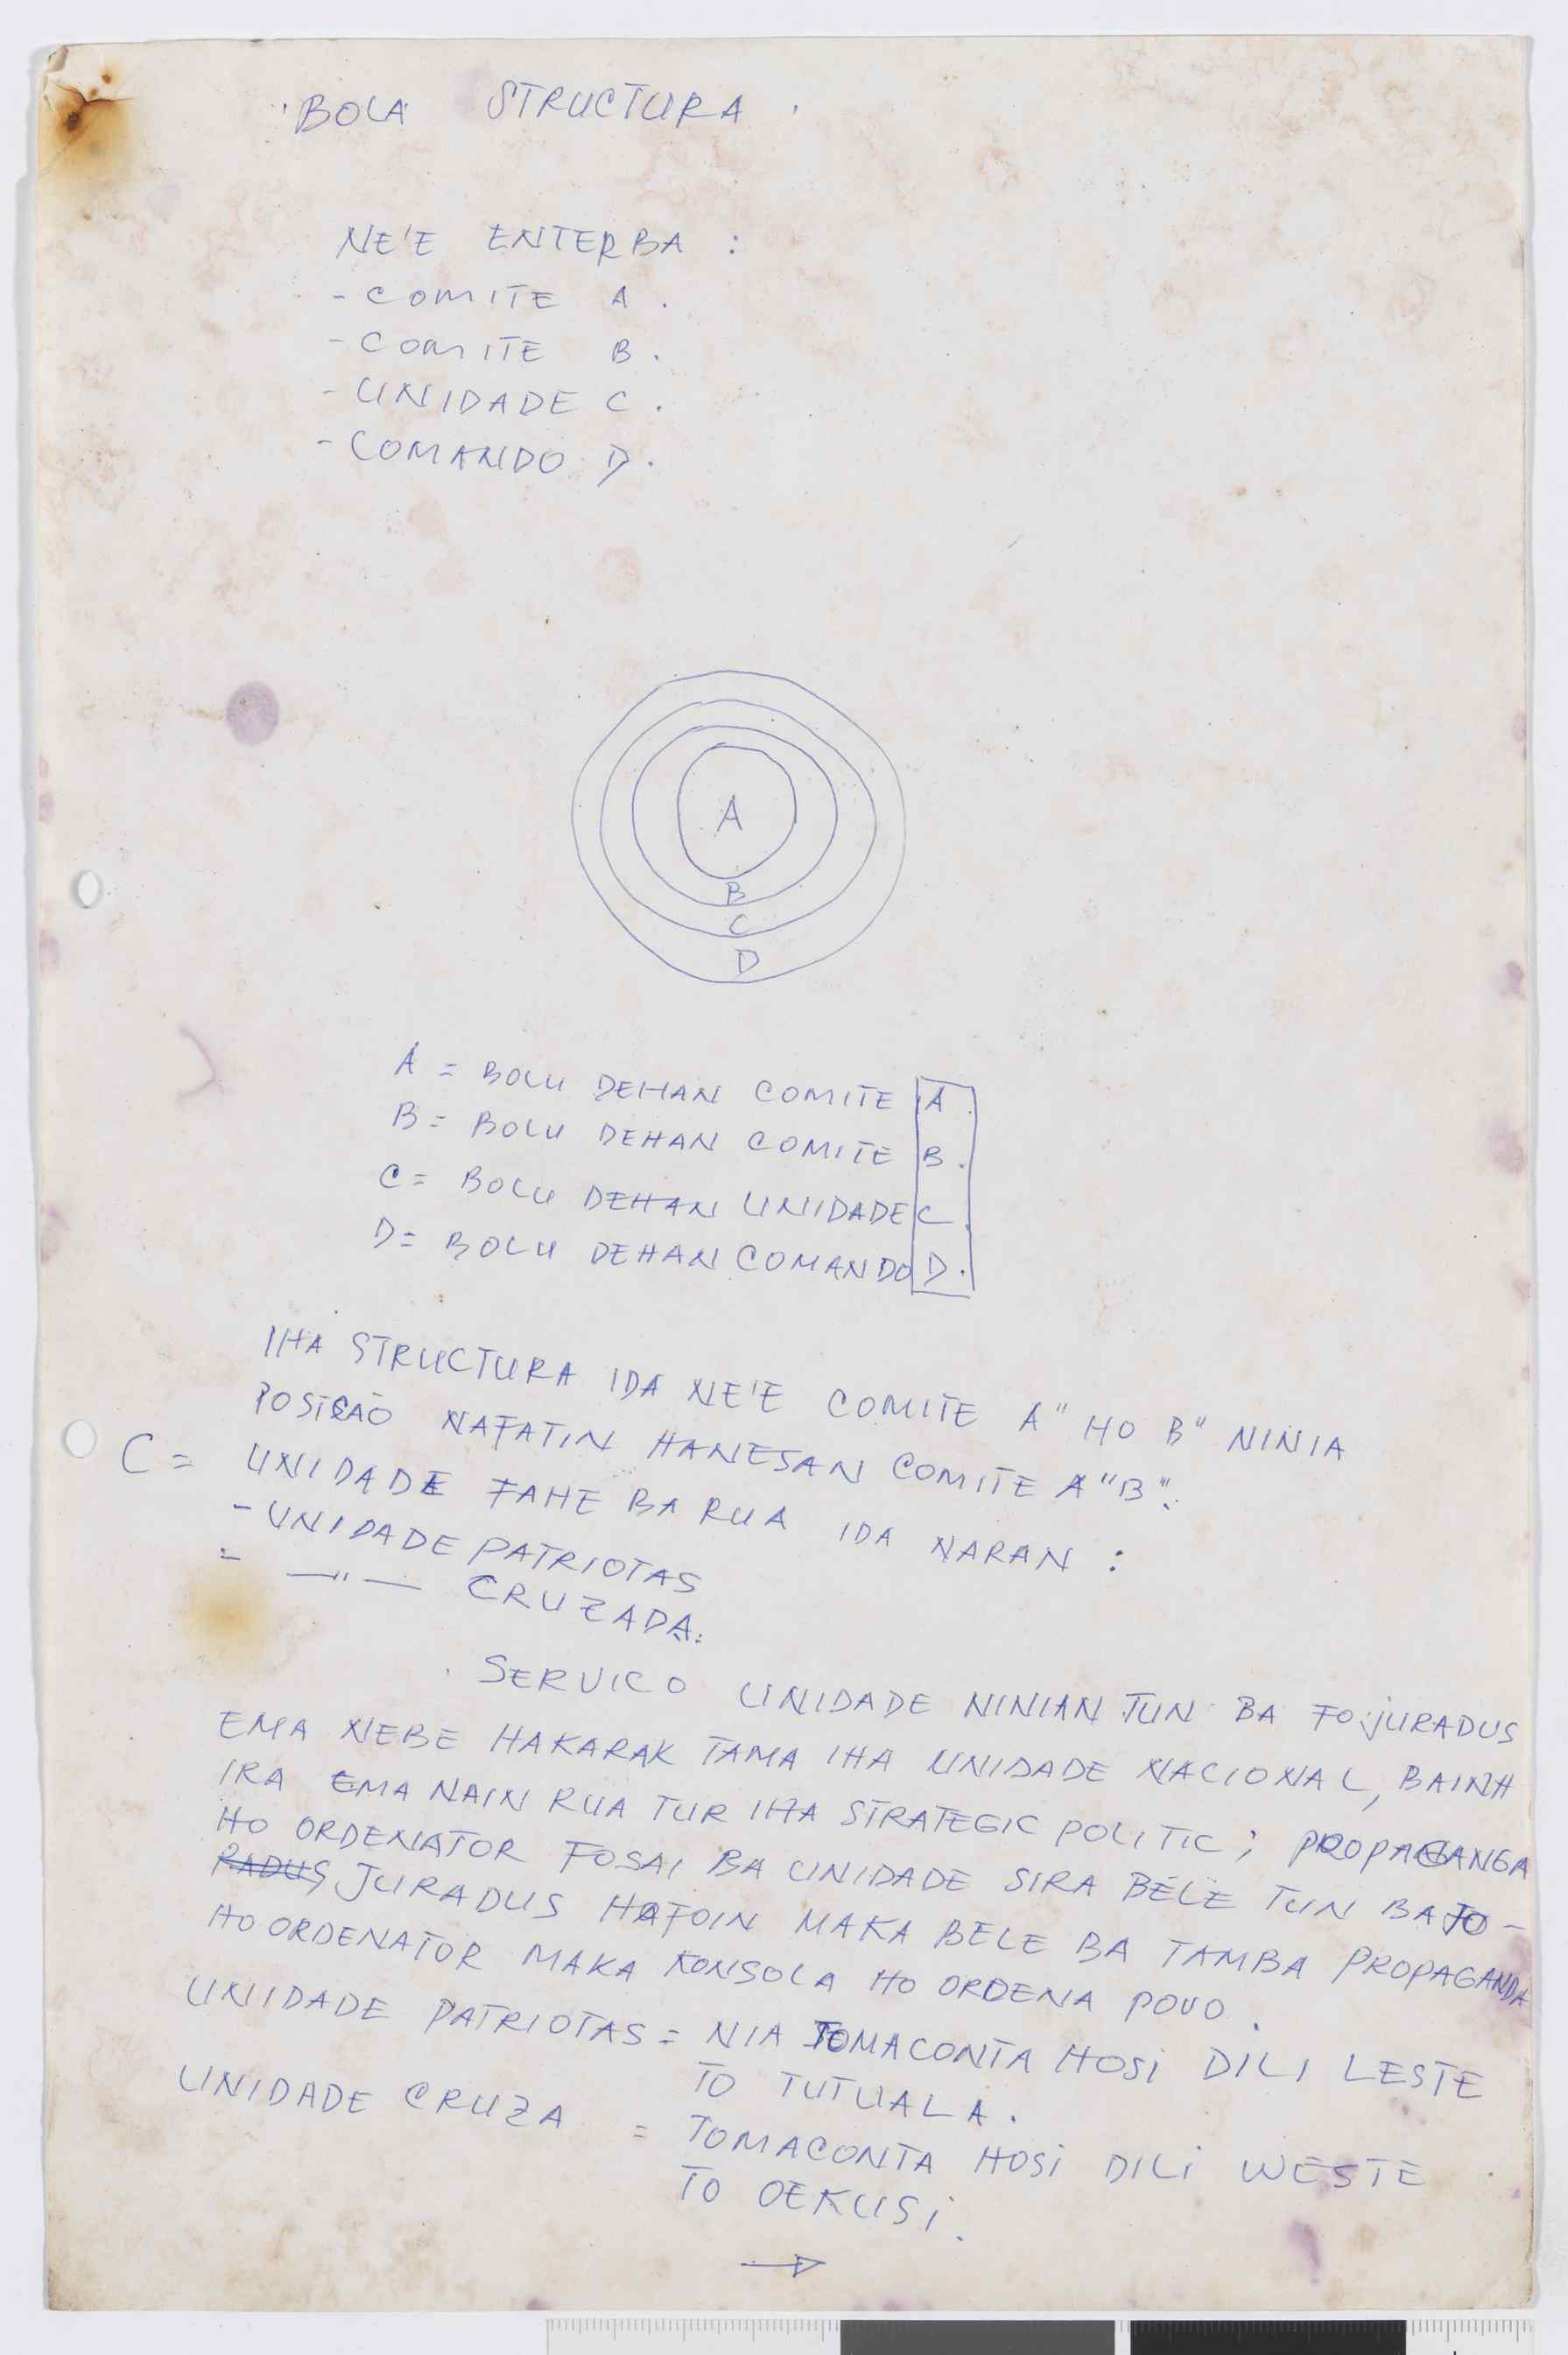 BOLA STRUCTURA
NE'E ENTERBA :
- COMITE A.
- COMITE B.
- UNIDADE C.
- COMANDO D.
A
B
C
D
A = BOLU DEHAN COMITE A.
B = BOLU DEHAN COMITE B.
C = BOLU DEHAN UNIDADE C.
D = BOLU DEHAN COMANDO D.
IHA STRUCTURA IDA NE'E COMITE A" HO B" NINIA
POSIÇÃO NAFATIN HANESAN COMITE A "B".
C = UNIDADE FAHE BA RUA IDA NARAN :
- UNIDADE PATRIOTAS
- —"— CRUZADA.
SERVICO UNIDADE NINIAN TUN BA FO JURADUS
EMA NEBE HAKARAK TAMA IHA UNIDADE NACIONAL, BAINH
IRA EMA NAIN RUA TUR IHA STRATEGIC POLITIC; PROPAGANGA
HO ORDENATOR FOSAI BA UNIDADE SIRA BELE TUN BA FO -
RADUS JURADUS HAFOIN MAKA BELE BA TAMBA PROPAGANDA
HO ORDENATOR MAKA KONSOLA HO ORDENA POVO.
UNIDADE PATRIOTAS = NIA TOMACONTA HOSI DILI LESTE
TO TUTUALA.
UNIDADE CRUZA = TOMACONTA HOSI DILI WESTE
TO OEKUSI.